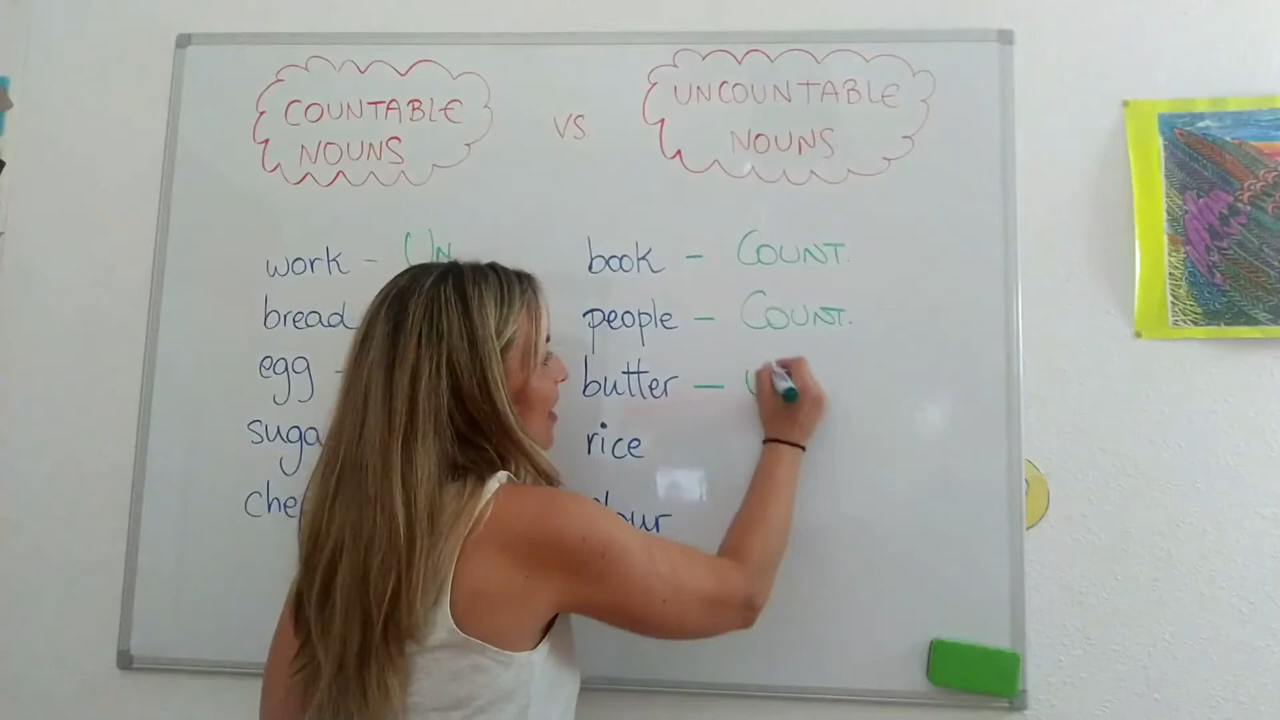 COUNTABLE
NOUNS
VS.
UNCOUNTABLE
NOUNS
work - UN
bread
egg -
book - COUNT.
people - COUNT.
butter -
rice